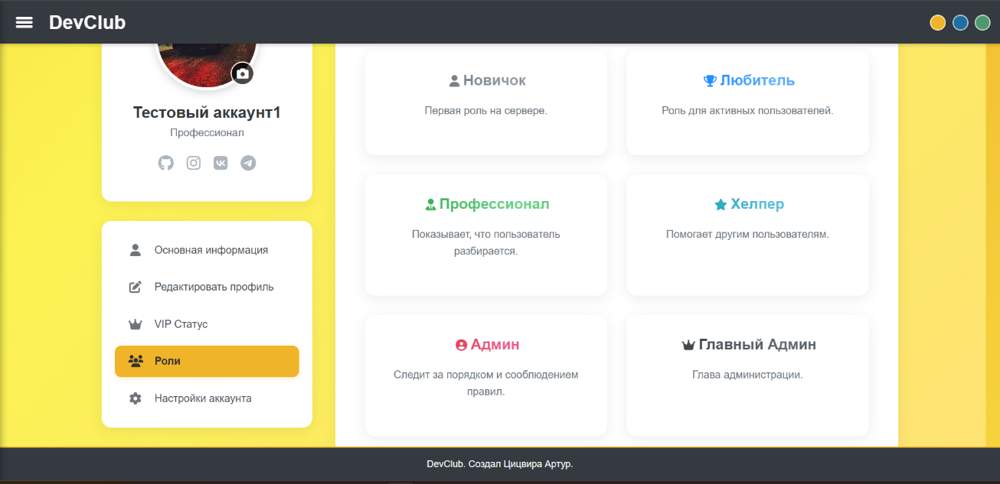 DevClub
Тестовый аккаунт1
Профессионал
Основная информация
Редактировать профиль
VIP Статус
Роли
Настройки аккаунта
Новичок
Первая роль на сервере.
Любитель
Роль для активных пользователей.
Профессионал
Показывает, что пользователь
разбирается.
Хелпер
Помогает другим пользователям.
Админ
Следит за порядком и сооблюдением
правил.
Главный Админ
Глава администрации.
DevClub. Создал Цицвира Артур.